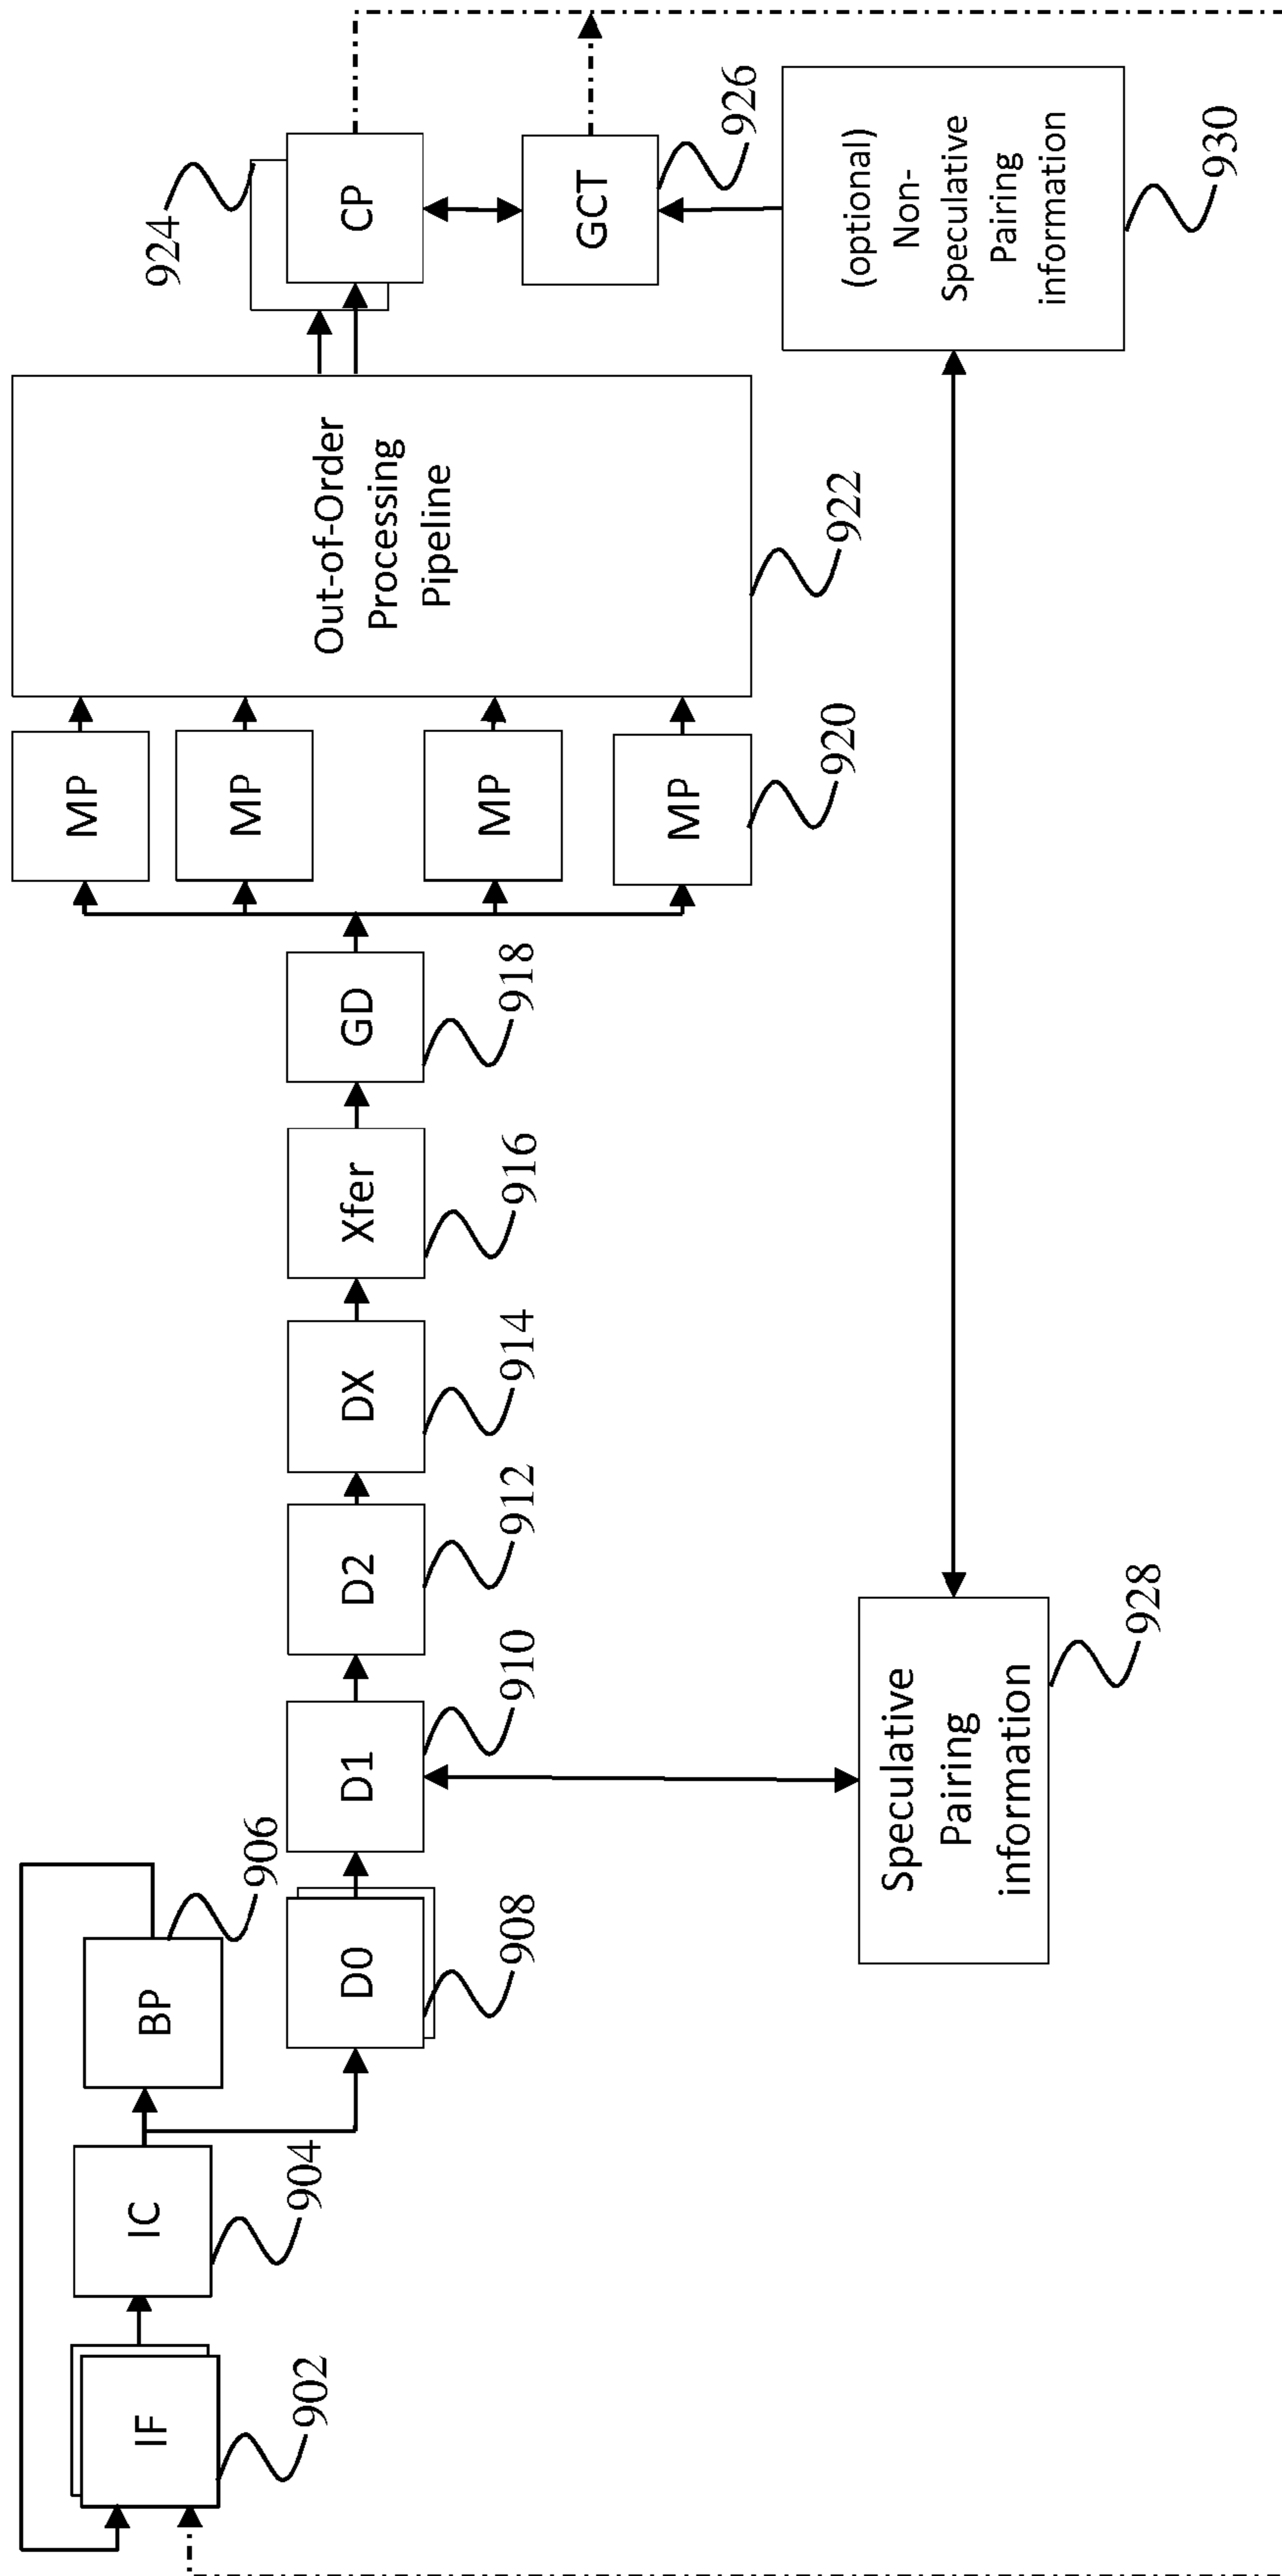 IF
902
IC
904
BP
906
D0
908
D1
910
D2
912
DX
914
Xfer
916
GD
918
MP
MP
MP
MP
920
Out-of-Order
Processing
Pipeline
922
924
CP
GCT
926
Speculative
Pairing
information
928
(optional)
Non-
Speculative
Pairing
information
930